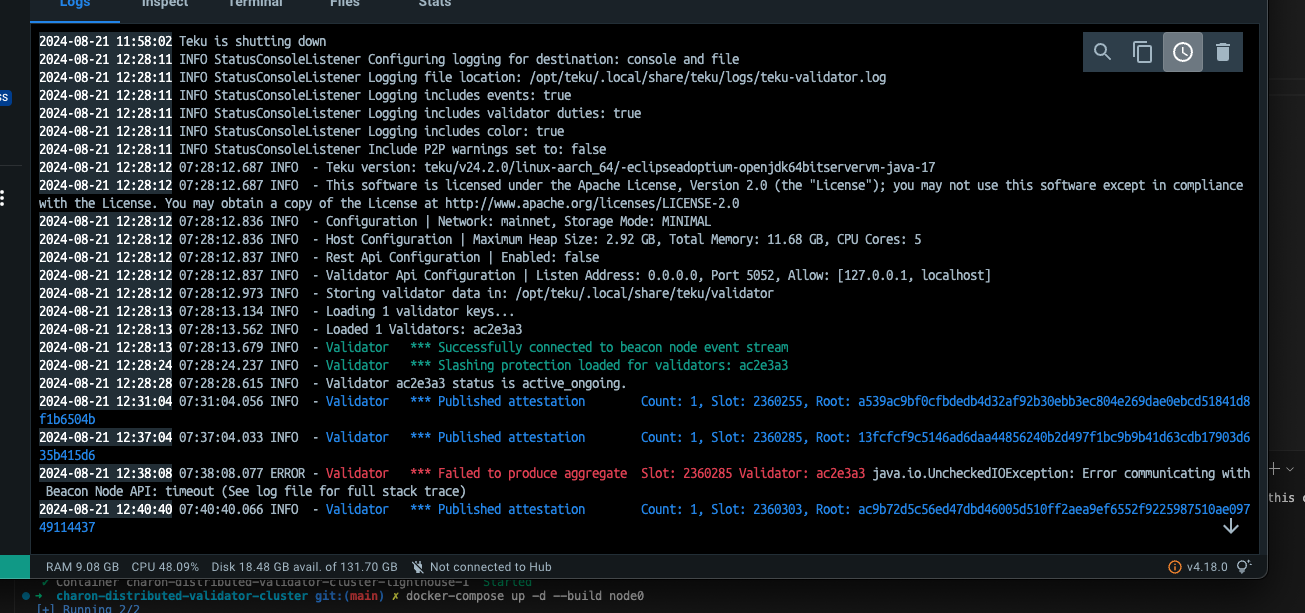 Logs Inspect Terminal Files Stats
2024-08-21 11:58:02 Teku is shutting down
2024-08-21 12:28:11 INFO StatusConsoleListener Configuring logging for destination: console and file
2024-08-21 12:28:11 INFO StatusConsoleListener Logging file location: /opt/teku/.local/share/teku/logs/teku-validator.log
2024-08-21 12:28:11 INFO StatusConsoleListener Logging includes events: true
2024-08-21 12:28:11 INFO StatusConsoleListener Logging includes validator duties: true
2024-08-21 12:28:11 INFO StatusConsoleListener Logging includes color: true
2024-08-21 12:28:11 INFO StatusConsoleListener Include P2P warnings set to: false
2024-08-21 12:28:12 07:28:12.687 INFO  - Teku version: teku/v24.2.0/linux-aarch_64/-eclipseadoptium-openjdk64bitservervm-java-17
2024-08-21 12:28:12 07:28:12.687 INFO  - This software is licensed under the Apache License, Version 2.0 (the "License"); you may not use this software except in compliance
with the License. You may obtain a copy of the License at http://www.apache.org/licenses/LICENSE-2.0
2024-08-21 12:28:12 07:28:12.836 INFO  - Configuration | Network: mainnet, Storage Mode: MINIMAL
2024-08-21 12:28:12 07:28:12.836 INFO  - Host Configuration | Maximum Heap Size: 2.92 GB, Total Memory: 11.68 GB, CPU Cores: 5
2024-08-21 12:28:12 07:28:12.837 INFO  - Rest Api Configuration | Enabled: false
2024-08-21 12:28:12 07:28:12.837 INFO  - Validator Api Configuration | Listen Address: 0.0.0.0, Port 5052, Allow: [127.0.0.1, localhost]
2024-08-21 12:28:12 07:28:12.973 INFO  - Storing validator data in: /opt/teku/.local/share/teku/validator
2024-08-21 12:28:13 07:28:13.134 INFO  - Loading 1 validator keys...
2024-08-21 12:28:13 07:28:13.562 INFO  - Loaded 1 Validators: ac2e3a3
2024-08-21 12:28:13 07:28:13.679 INFO  - Validator   *** Successfully connected to beacon node event stream
2024-08-21 12:28:24 07:28:24.237 INFO  - Validator   *** Slashing protection loaded for validators: ac2e3a3
2024-08-21 12:28:28 07:28:28.615 INFO  - Validator ac2e3a3 status is active_ongoing.
2024-08-21 12:31:04 07:31:04.056 INFO  - Validator   *** Published attestation        Count: 1, Slot: 2360255, Root: a539ac9bf0cfbdedb4d32af92b30ebb3ec804e269dae0ebcd51841d8
f1b6504b
2024-08-21 12:37:04 07:37:04.033 INFO  - Validator   *** Published attestation        Count: 1, Slot: 2360285, Root: 13fcfcf9c5146ad6daa44856240b2d497f1bc9b9b41d63cdb17903d6
35b415d6
2024-08-21 12:38:08 07:38:08.077 ERROR - Validator   *** Failed to produce aggregate  Slot: 2360285 Validator: ac2e3a3 java.io.UncheckedIOException: Error communicating with
Beacon Node API: timeout (See log file for full stack trace)
2024-08-21 12:40:40 07:40:40.066 INFO  - Validator   *** Published attestation        Count: 1, Slot: 2360303, Root: ac9b72d5c56ed47dbd46005d510ff2aea9ef6552f9225987510ae097
49114437
this
RAM 9.08 GB CPU 48.09% Disk 18.48 GB avail. of 131.70 GB Not connected to Hub v4.18.0
✓ Container charon-distributed-validator-cluster-lighthouse-1 Started
➜ charon-distributed-validator-cluster git:(main) ✗ docker-compose up -d --build node0
[+] Running 2/2